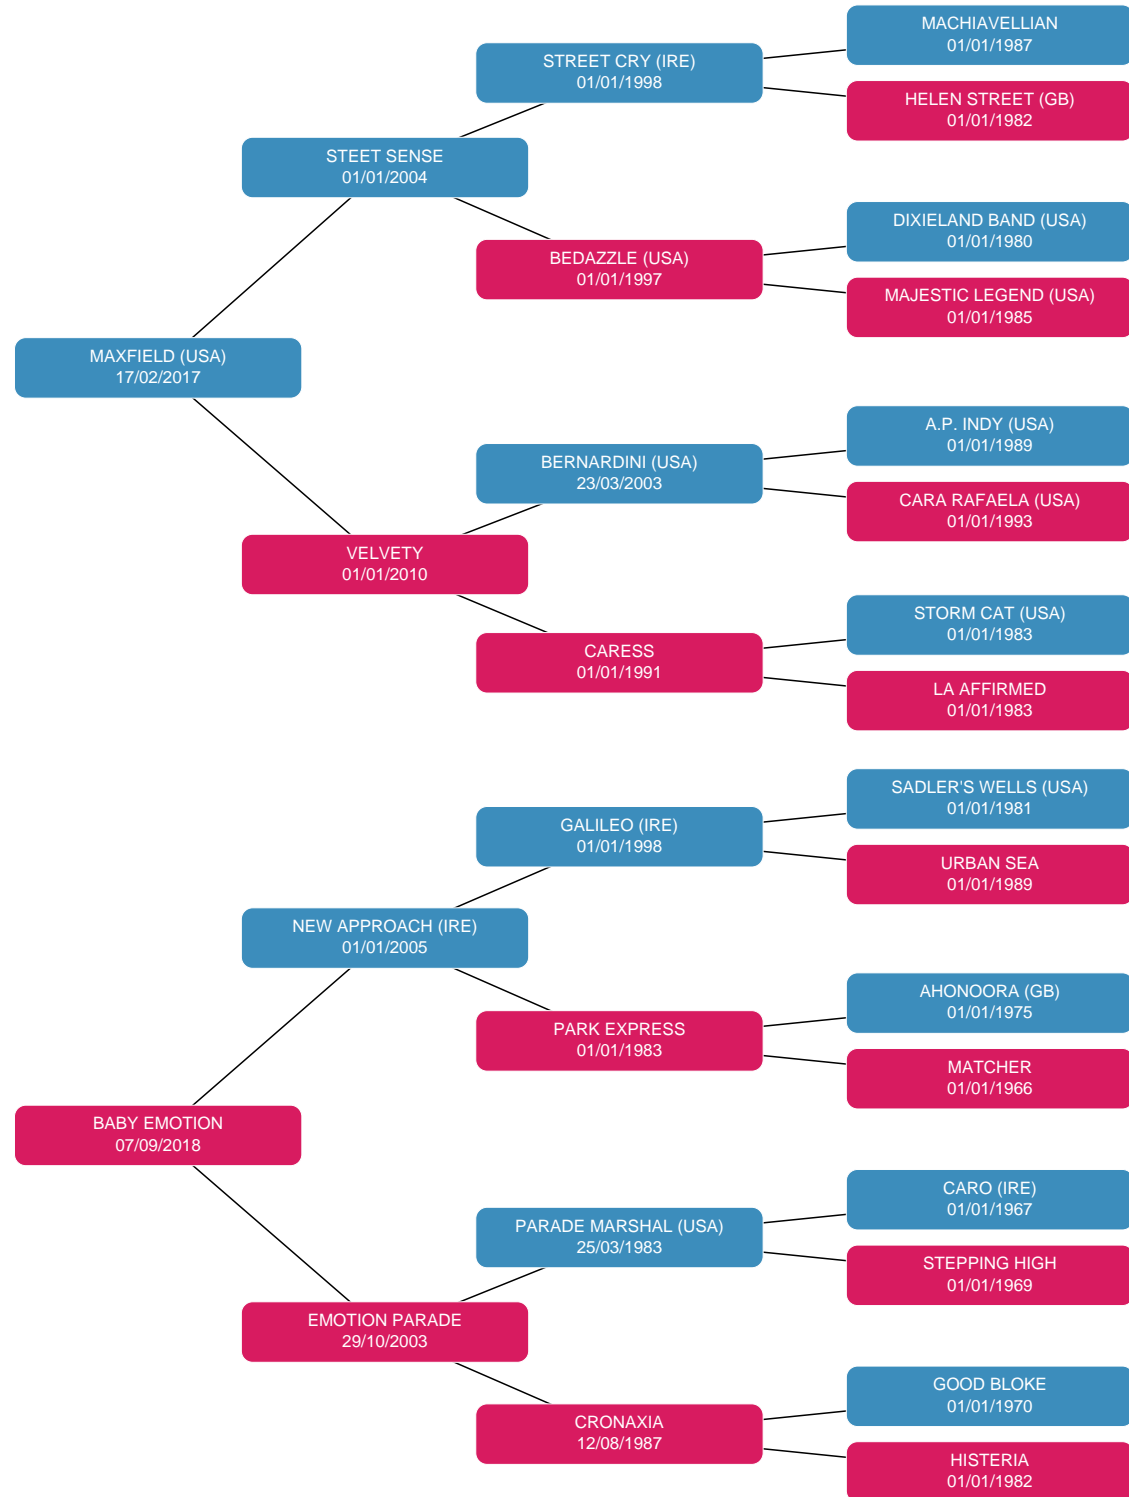 MACHIAVELLIAN
01/01/1987
STREET CRY (IRE)
01/01/1998
HELEN STREET (GB)
01/01/1982
STEET SENSE
01/01/2004
DIXIELAND BAND (USA)
01/01/1980
BEDAZZLE (USA)
01/01/1997
MAJESTIC LEGEND (USA)
01/01/1985
MAXFIELD (USA)
17/02/2017
A.P. INDY (USA)
01/01/1989
BERNARDINI (USA)
23/03/2003
CARA RAFAELA (USA)
01/01/1993
VELVETY
01/01/2010
STORM CAT (USA)
01/01/1983
CARESS
01/01/1991
LA AFFIRMED
01/01/1983
SADLER'S WELLS (USA)
01/01/1981
GALILEO (IRE)
01/01/1998
URBAN SEA
01/01/1989
NEW APPROACH (IRE)
01/01/2005
AHONOORA (GB)
01/01/1975
PARK EXPRESS
01/01/1983
MATCHER
01/01/1966
BABY EMOTION
07/09/2018
CARO (IRE)
01/01/1967
PARADE MARSHAL (USA)
25/03/1983
STEPPING HIGH
01/01/1969
EMOTION PARADE
29/10/2003
GOOD BLOKE
01/01/1970
CRONAXIA
12/08/1987
HISTERIA
01/01/1982